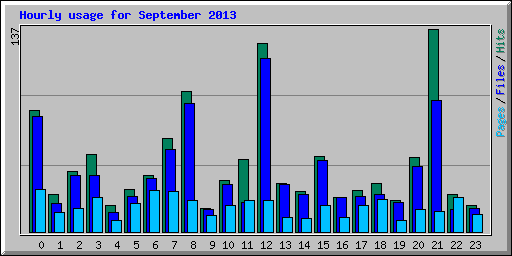 Hourly usage for September 2013
137
Pages / Files / Hits
0 1 2 3 4 5 6 7 8 9 10 11 12 13 14 15 16 17 18 19 20 21 22 23